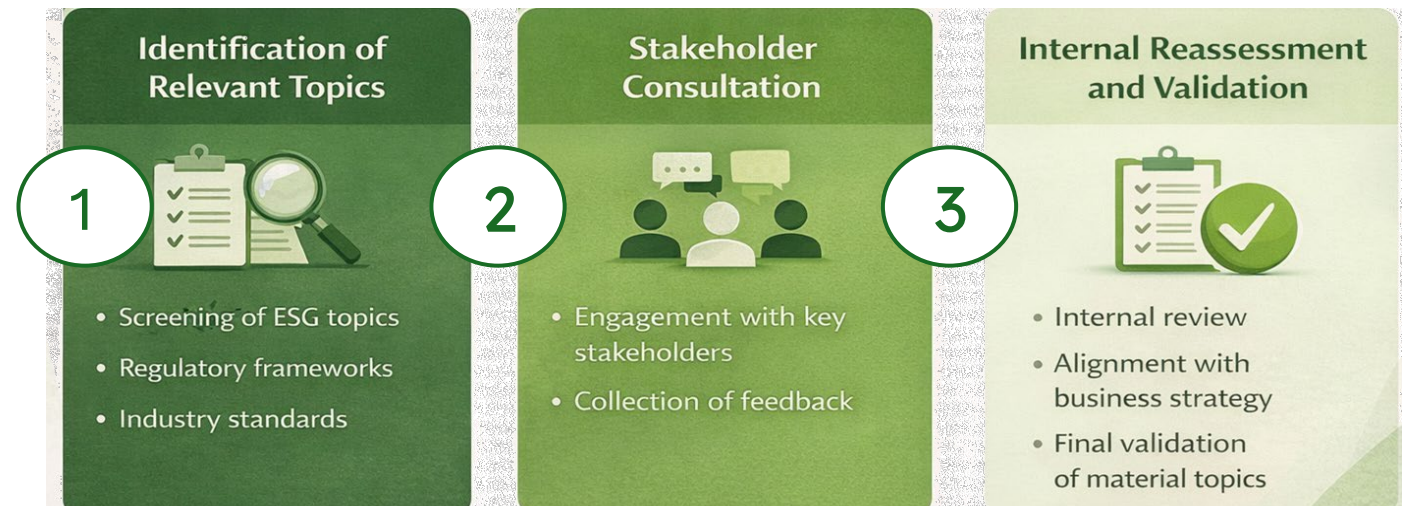 1
Identification of
Relevant Topics
• Screening of ESG topics
• Regulatory frameworks
• Industry standards
2
Stakeholder
Consultation
• Engagement with key
stakeholders
• Collection of feedback
3
Internal Reassessment
and Validation
• Internal review
• Alignment with
business strategy
• Final validation
of material topics